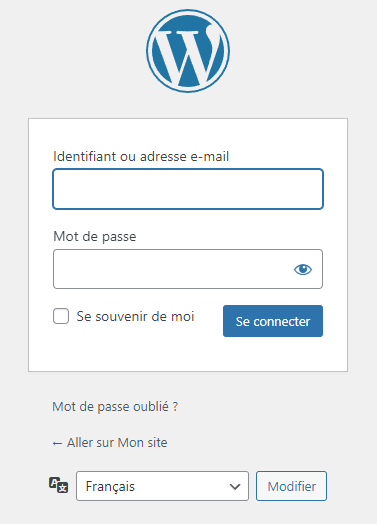 Identifiant ou adresse e-mail
Mot de passe
Se souvenir de moi
Se connecter
Mot de passe oublié ?
← Aller sur Mon site
Français
Modifier